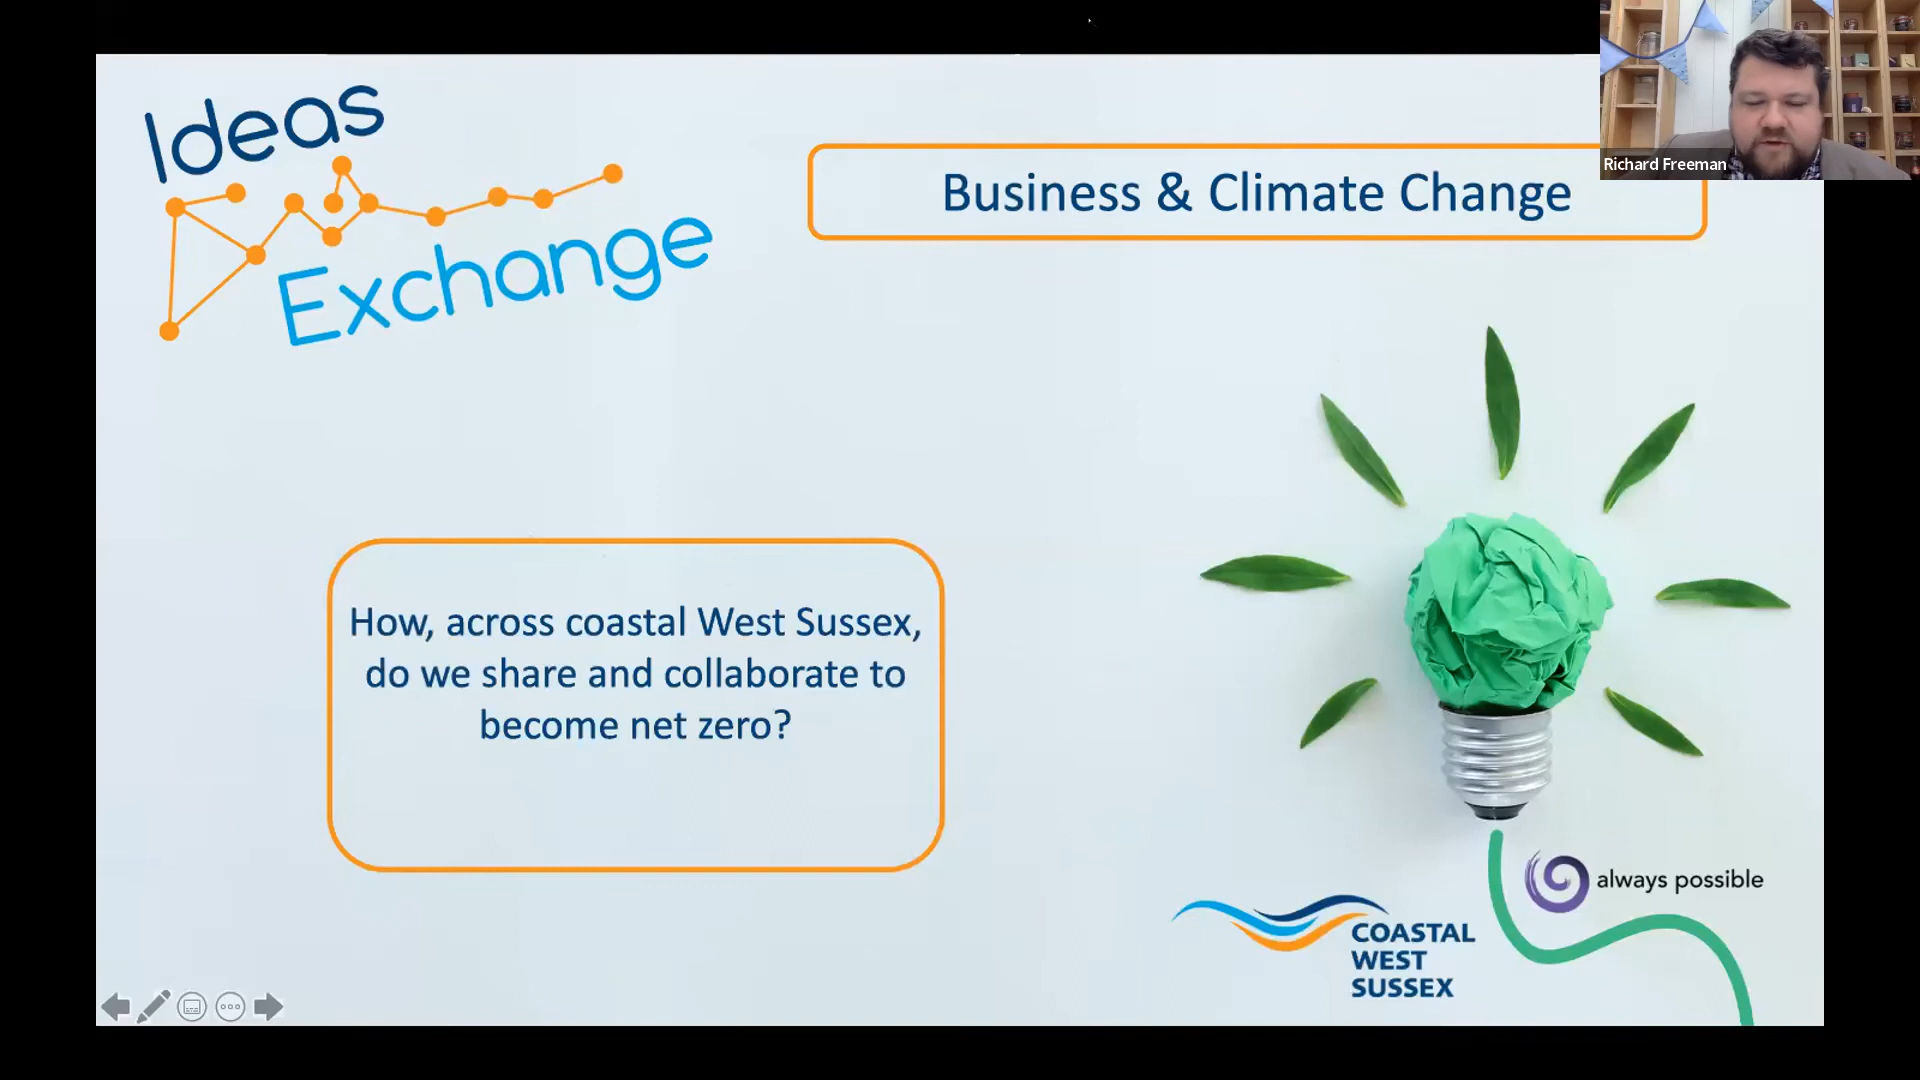 Ideas
Exchange
Business & Climate Change
Richard Freeman
How, across coastal West Sussex,
do we share and collaborate to
become net zero?
always possible
COASTAL
WEST
SUSSEX